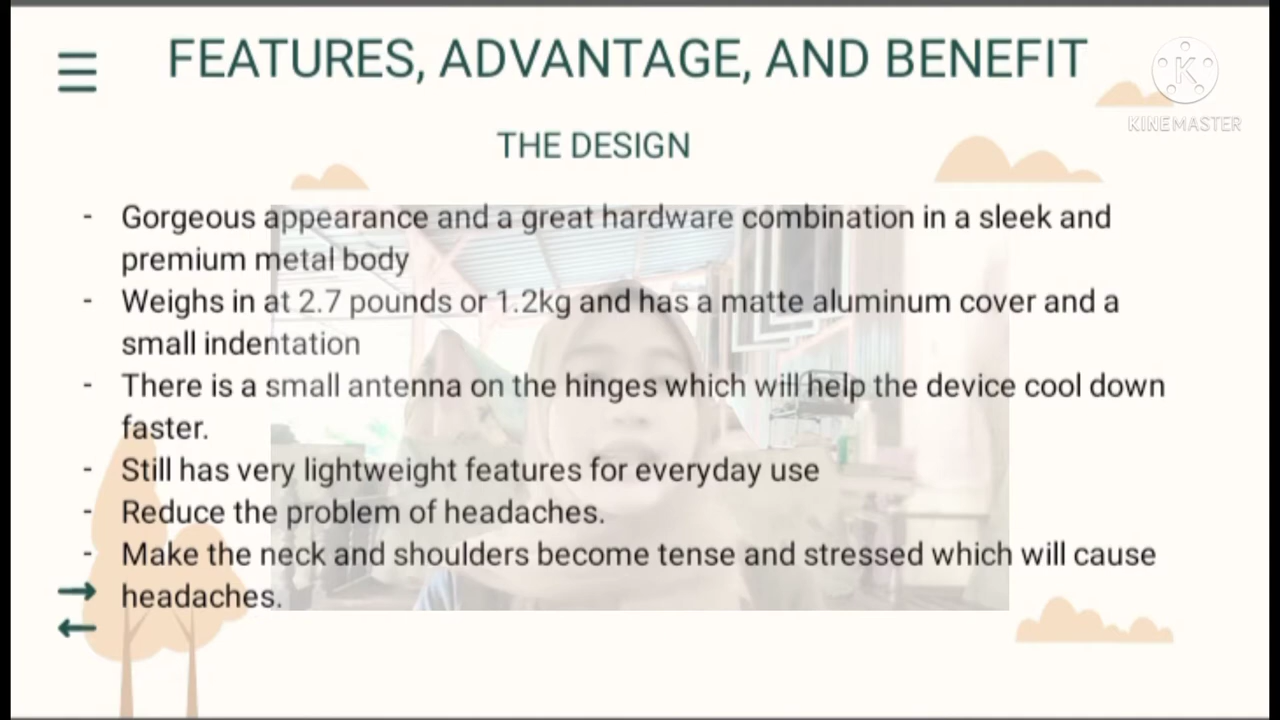 FEATURES, ADVANTAGE, AND BENEFIT
K
KINEMASTER
THE DESIGN
- Gorgeous appearance and a great hardware combination in a sleek and
premium metal body
- Weighs in at 2.7 pounds or 1.2kg and has a matte aluminum cover and a
small indentation
- There is a small antenna on the hinges which will help the device cool down
faster.
- Still has very lightweight features for everyday use
- Reduce the problem of headaches.
- Make the neck and shoulders become tense and stressed which will cause
headaches.